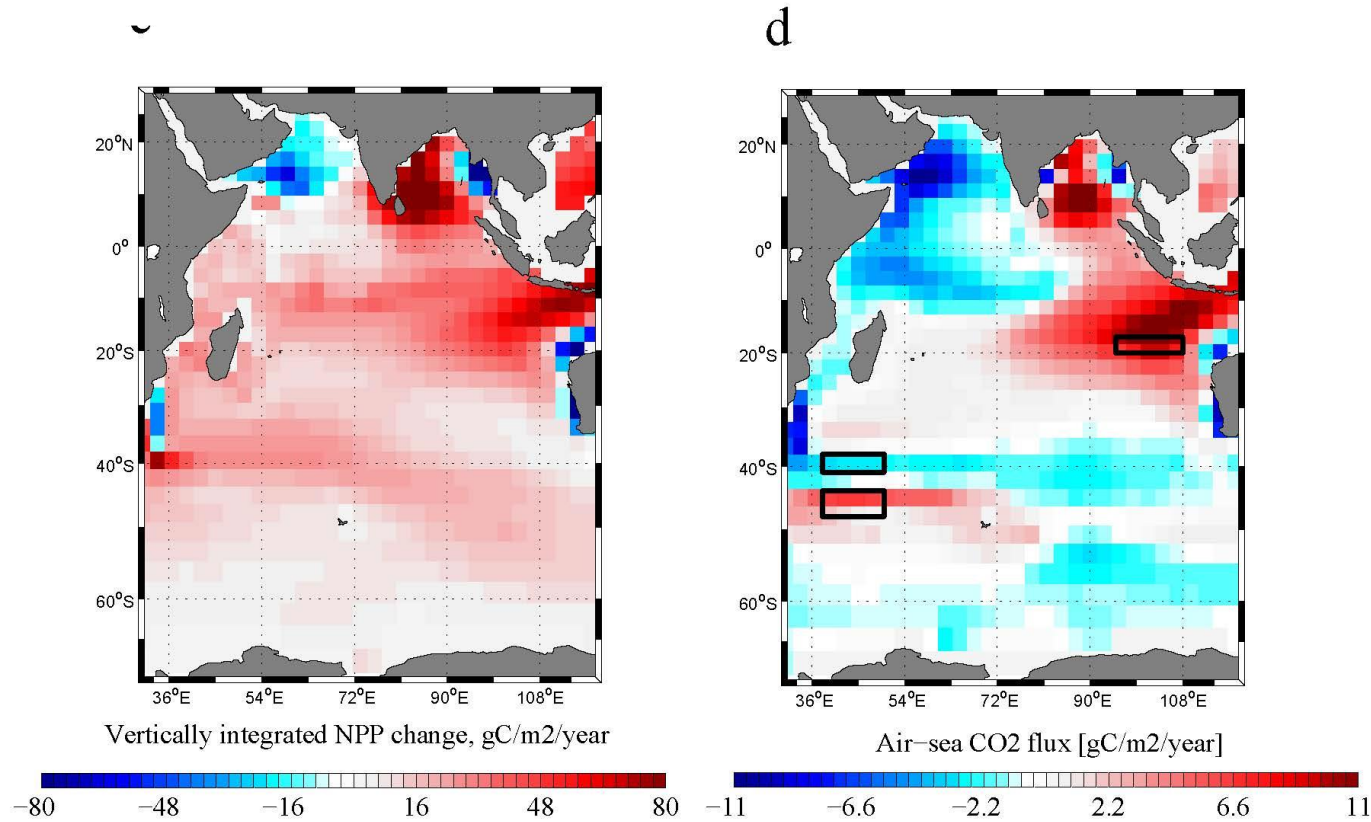 d
20°N
0°
20°S
40°S
60°S
36°E 54°E 72°E 90°E 108°E
Vertically integrated NPP change, gC/m2/year
−80 −48 −16 16 48 80
20°N
0°
20°S
40°S
60°S
36°E 54°E 72°E 90°E 108°E
Air−sea CO2 flux [gC/m2/year]
−11 −6.6 −2.2 2.2 6.6 11